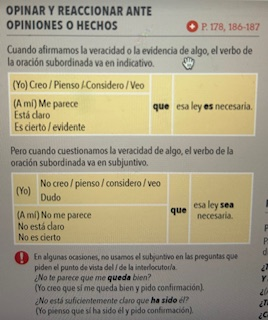 OPINAR Y REACCIONAR ANTE
OPINIONES O HECHOS
P. 178, 186-187
Cuando afirmamos la veracidad o la evidencia de algo, el verbo de
la oración subordinada va en indicativo.
(Yo) Creo / Pienso / Considero / Veo
(A mí) Me parece
Está claro
Es cierto / evidente
que
esa ley es necesaria.
Pero cuando cuestionamos la veracidad de algo, el verbo de la
oración subordinada va en subjuntivo.
(Yo)
No creo / pienso / considero / veo
Dudo
(A mí) No me parece
No está claro
No es cierto
que
esa ley sea
necesaria.
En algunas ocasiones, no usamos el subjuntivo en las preguntas que
piden el punto de vista del / de la interlocutor/a.
¿No te parece que me queda bien?
(Yo creo que sí me queda bien y pido confirmación).
¿No está suficientemente claro que ha sido él?
(Yo pienso que sí ha sido él y pido confirmación).